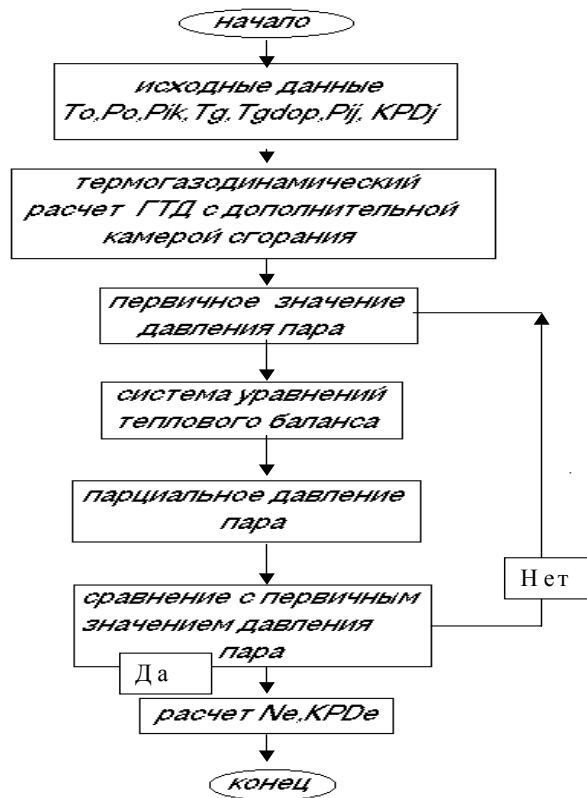 начало
исходные данные
To,Po,Pik,Tg,Tgdop,Pij, KPDj
термогазодинамический
расчет ГТД с дополнительной
камерой сгорания
первичное значение
давления пара
система уравнений
теплового баланса
парциальное давление
пара
Нет
сравнение с первичным
значением давления
пара
Да
расчет Ne,KPDe
конец